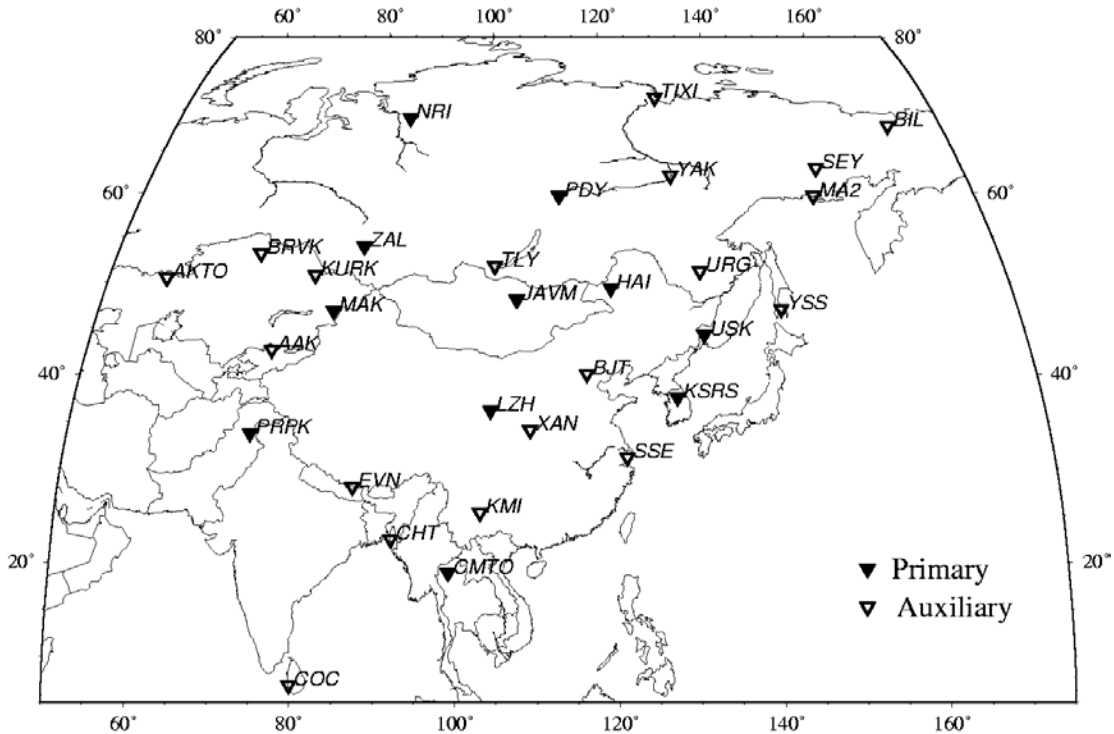 60° 80° 100° 120° 140° 160°
80° 80°
TIXI
NRI
BIL
SEY
YAK
60° PDY MA2 60°
ZAL
BRVK
TLY
AKTO KURK URG
HAI
JAVM
MAK YSS
USK
AAK
BJT
40° 40°
KSRS
LZH
XAN
PRPK
SSE
EVN
KMI
CHT
20° CMTO 20°
Primary
Auxiliary
COC
60° 80° 100° 120° 140° 160°